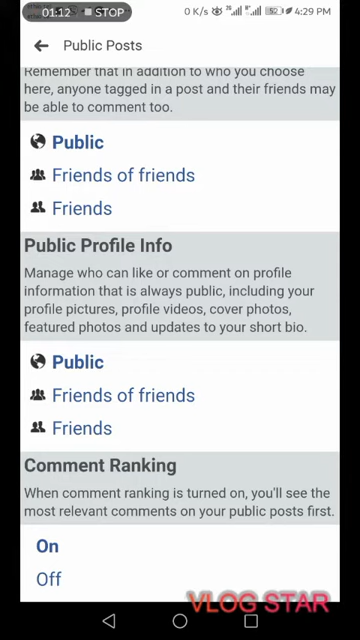 01:12 STOP 0 K/s 52 4:29 PM
Public Posts
Remember that in addition to who you choose
here, anyone tagged in a post and their friends may
be able to comment too.
Public
Friends of friends
Friends
Public Profile Info
Manage who can like or comment on profile
information that is always public, including your
profile pictures, profile videos, cover photos,
featured photos and updates to your short bio.
Public
Friends of friends
Friends
Comment Ranking
When comment ranking is turned on, you'll see the
most relevant comments on your public posts first.
On
Off
VLOG STAR